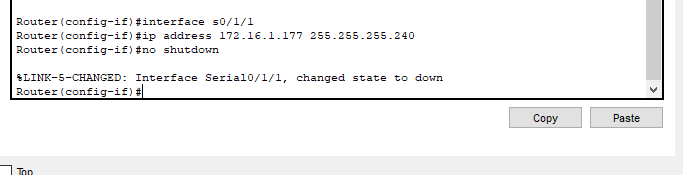 Router(config-if)#interface s0/1/1
Router(config-if)#ip address 172.16.1.177 255.255.255.240
Router(config-if)#no shutdown
%LINK-5-CHANGED: Interface Serial0/1/1, changed state to down
Router(config-if)#
Copy Paste
Top